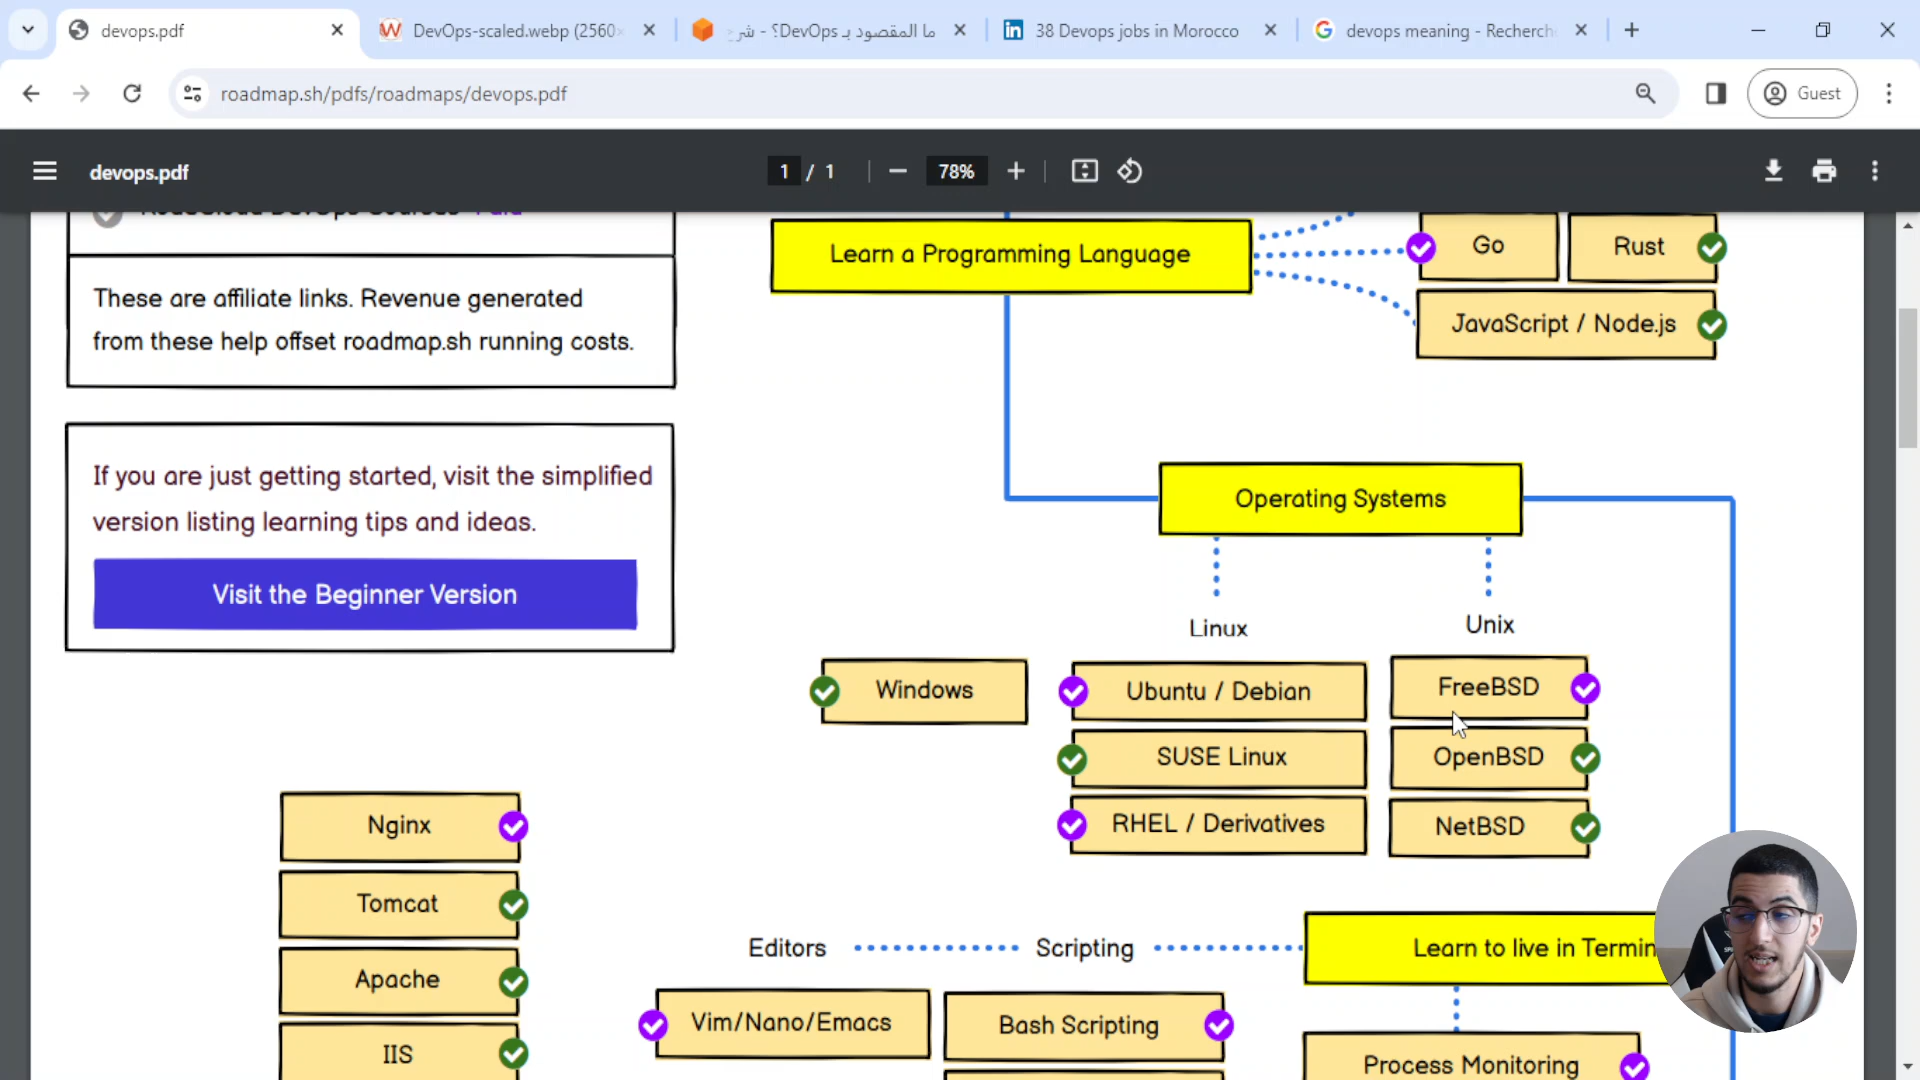 devops.pdf
DevOps-scaled.webp (2560×
ما المقصود بـ DevOps؟ - شرح
38 Devops jobs in Morocco
devops meaning - Recherch
roadmap.sh/pdfs/roadmaps/devops.pdf
Guest
devops.pdf
1 / 1
78%
These are affiliate links. Revenue generated
from these help offset roadmap.sh running costs.
If you are just getting started, visit the simplified
version listing learning tips and ideas.
Visit the Beginner Version
Learn a Programming Language
Go
Rust
JavaScript / Node.js
Operating Systems
Linux
Unix
Windows
Ubuntu / Debian
FreeBSD
SUSE Linux
OpenBSD
RHEL / Derivatives
NetBSD
Nginx
Tomcat
Apache
IIS
Editors
Scripting
Learn to live in Termin
Vim/Nano/Emacs
Bash Scripting
Process Monitoring